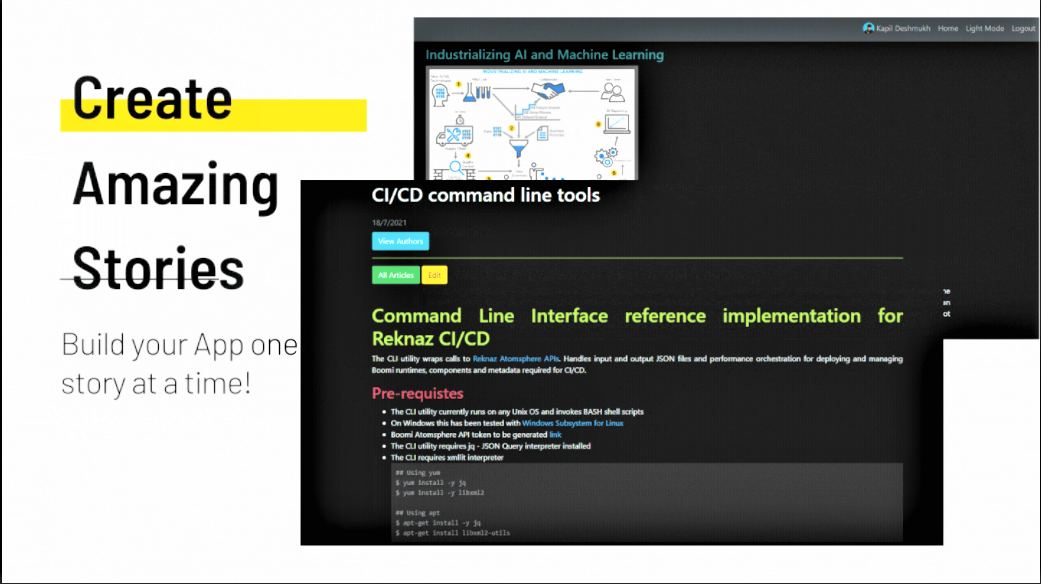 Create
Amazing
Stories
Build your App one
story at a time!
Kapil Deshmukh Home Light Mode Logout
Industrializing AI and Machine Learning
INDUSTRIALIZING AI AND MACHINE LEARNING
CI/CD command line tools
18/7/2021
View Authors
All Articles Edit
Command Line Interface reference implementation for
Reknaz CI/CD
The CLI utility wraps calls to Reknaz Atomsphere APIs. Handles input and output JSON files and performance orchestration for deploying and managing
Boomi runtimes, components and metadata required for CI/CD.
Pre-requistes
The CLI utility currently runs on any Unix OS and invokes BASH shell scripts
On Windows this has been tested with Windows Subsystem for Linux
Boomi Atomsphere API token to be generated link
The CLI utility requires jq - JSON Query interpreter installed
The CLI requires xmllit interpreter
## Using yum
$ yum install -y jq
$ yum install -y libxml2
## Using apt
$ apt-get install -y jq
$ apt-get install libxml2-utils